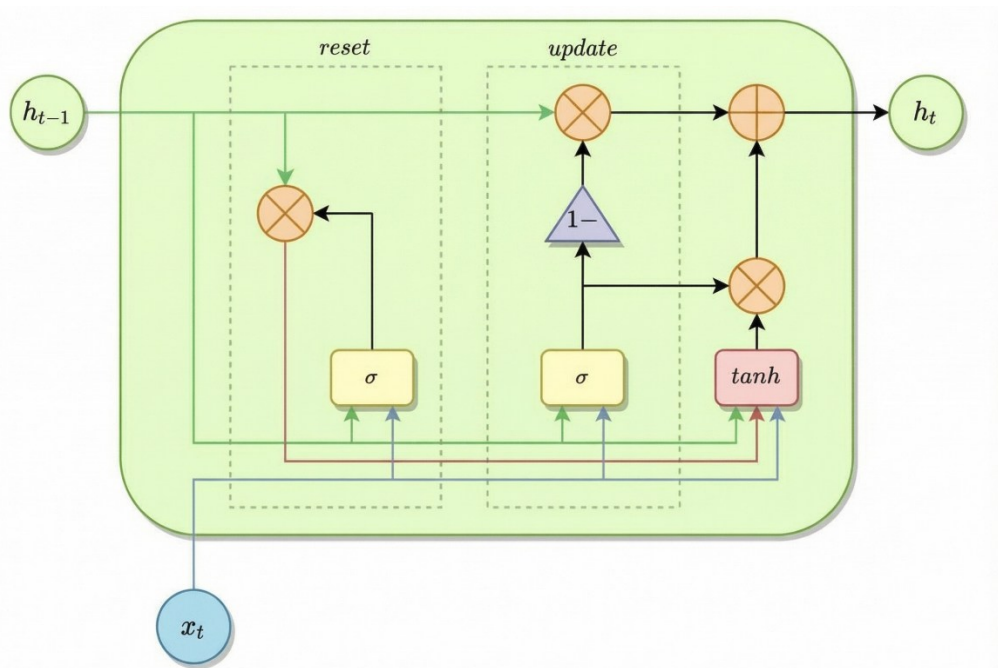 reset update
h_{t-1}
h_t
1−
σ σ tanh
x_t